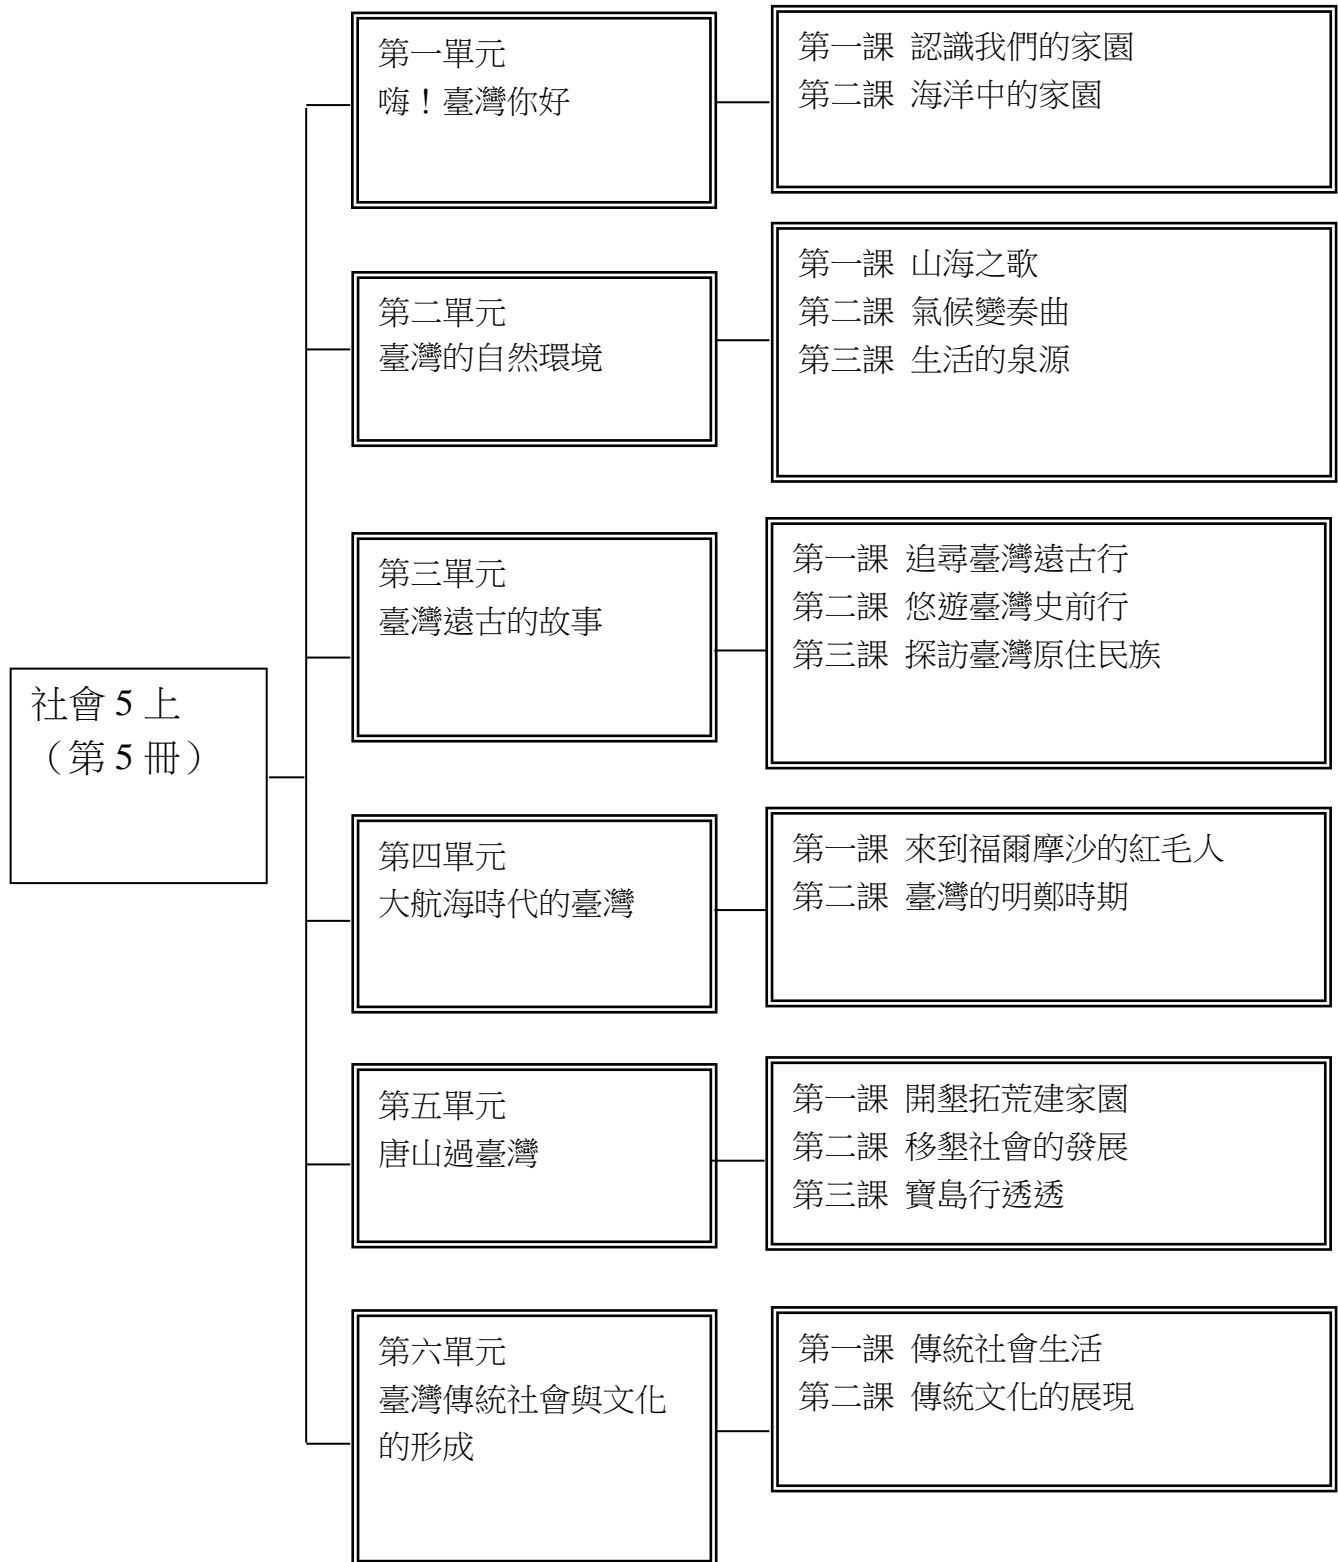 社會 5 上
（第 5 冊）
第一單元
嗨！臺灣你好
第一課 認識我們的家園
第二課 海洋中的家園
第二單元
臺灣的自然環境
第一課 山海之歌
第二課 氣候變奏曲
第三課 生活的泉源
第三單元
臺灣遠古的故事
第一課 追尋臺灣遠古行
第二課 悠遊臺灣史前行
第三課 探訪臺灣原住民族
第四單元
大航海時代的臺灣
第一課 來到福爾摩沙的紅毛人
第二課 臺灣的明鄭時期
第五單元
唐山過臺灣
第一課 開墾拓荒建家園
第二課 移墾社會的發展
第三課 寶島行透透
第六單元
臺灣傳統社會與文化
的形成
第一課 傳統社會生活
第二課 傳統文化的展現